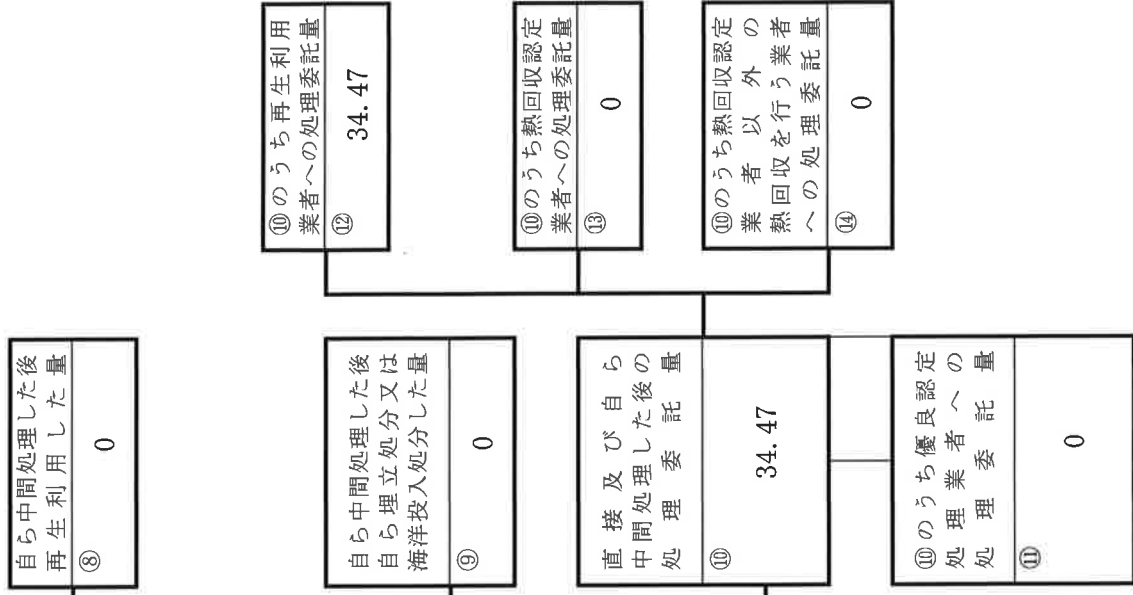 自ら中間処理した後
再生利用した量
⑧
0
自ら中間処理した後
自ら埋立処分又は
海洋投入処分した量
⑨
0
直接及び自ら
中間処理した後の
処理委託量
⑩
34.47
⑩のうち優良認定
処理業者への
処理委託量
⑪
0
⑩のうち再生利用
業者への処理委託量
⑫
34.47
⑩のうち熱回収認定
業者への処理委託量
⑬
0
⑩のうち熱回収認定
業者以外の
熱回収を行う業者
への処理委託量
⑭
0